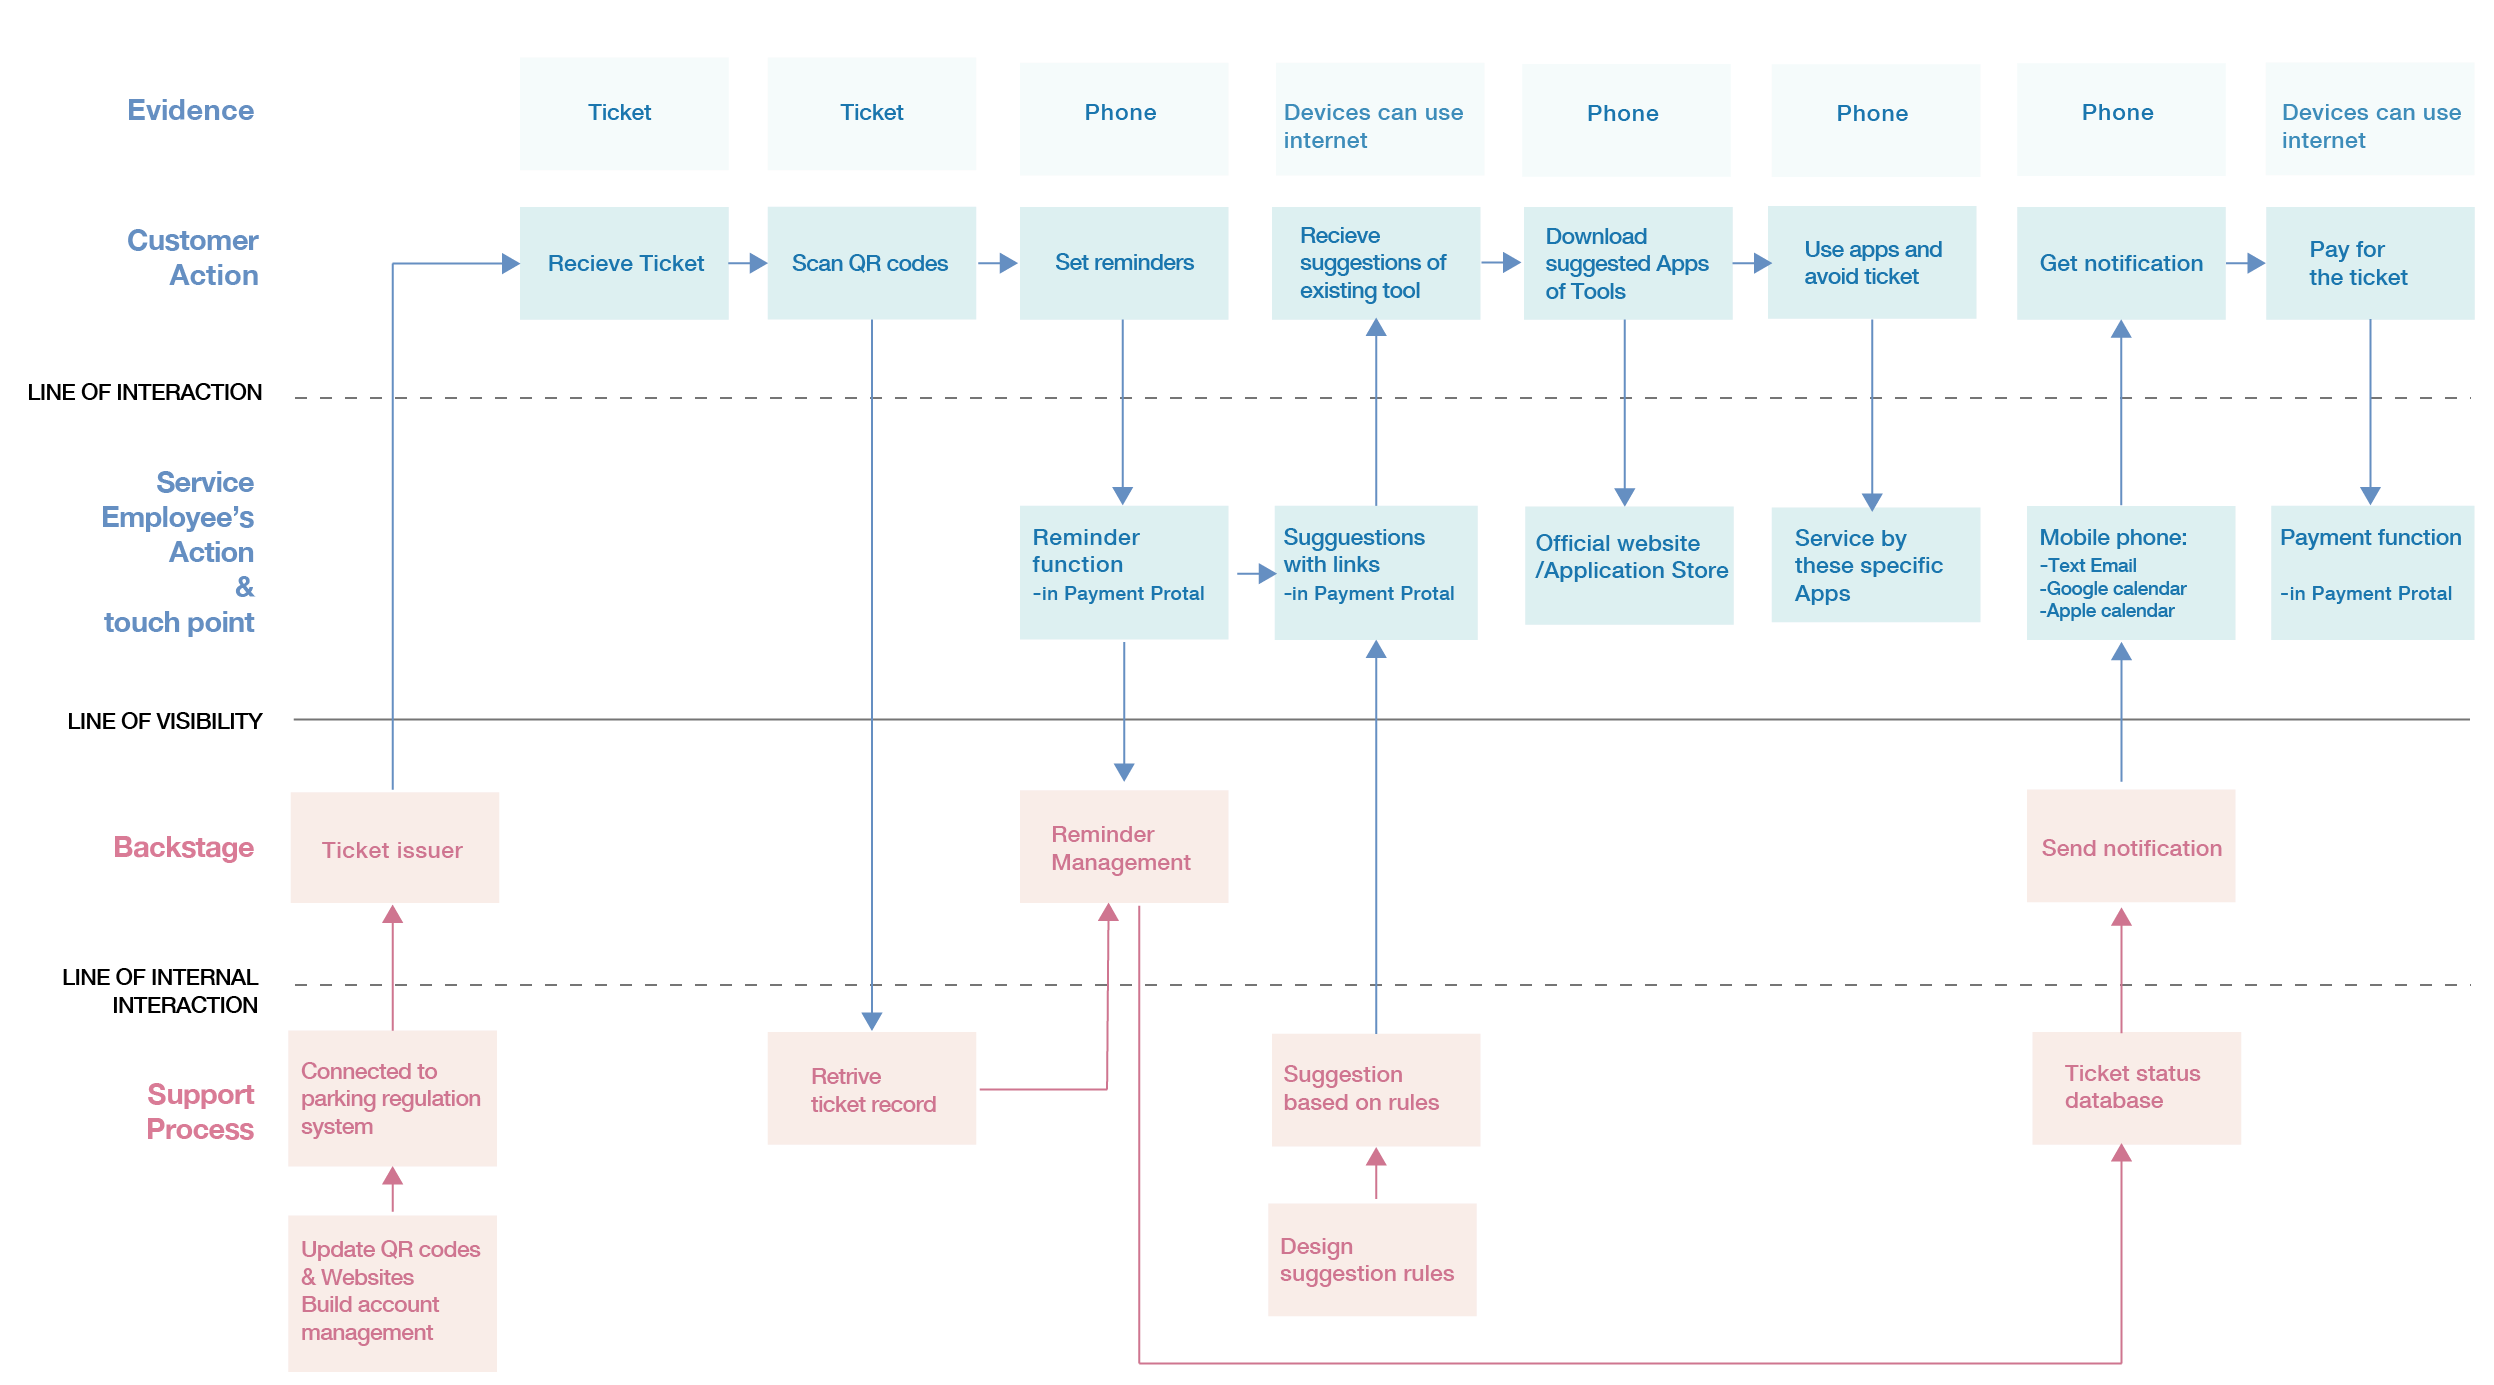 Evidence
Ticket
Ticket
Phone
Devices can use
internet
Phone
Phone
Phone
Devices can use
internet
Customer
Action
Recieve Ticket
Scan QR codes
Set reminders
Recieve
suggestions of
existing tool
Download
suggested Apps
of Tools
Use apps and
avoid ticket
Get notification
Pay for
the ticket
LINE OF INTERACTION
Service
Employee's
Action
&
touch point
Reminder
function
-in Payment Protal
Sugguestions
with links
-in Payment Protal
Official website
/Application Store
Service by
these specific
Apps
Mobile phone:
-Text Email
-Google calendar
-Apple calendar
Payment function
-in Payment Protal
LINE OF VISIBILITY
Backstage
Ticket issuer
Reminder
Management
Send notification
LINE OF INTERNAL
INTERACTION
Support
Process
Connected to
parking regulation
system
Retrive
ticket record
Suggestion
based on rules
Ticket status
database
Update QR codes
& Websites
Build account
management
Design
suggestion rules